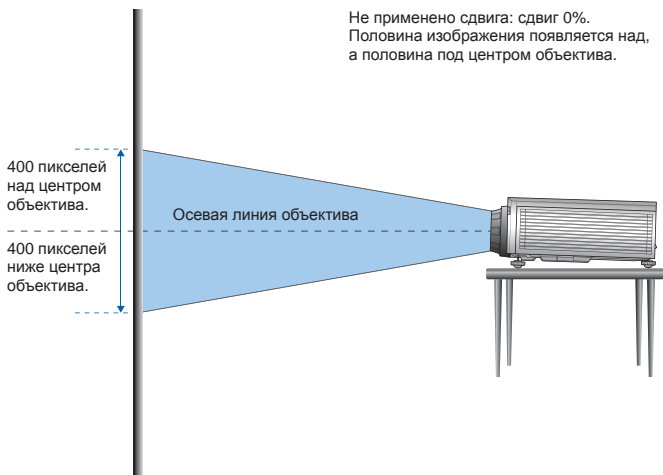 Не применено сдвига: сдвиг 0%.
Половина изображения появляется над,
а половина под центром объектива.
400 пикселей
над центром
объектива.
Осевая линия объектива
400 пикселей
ниже центра
объектива.